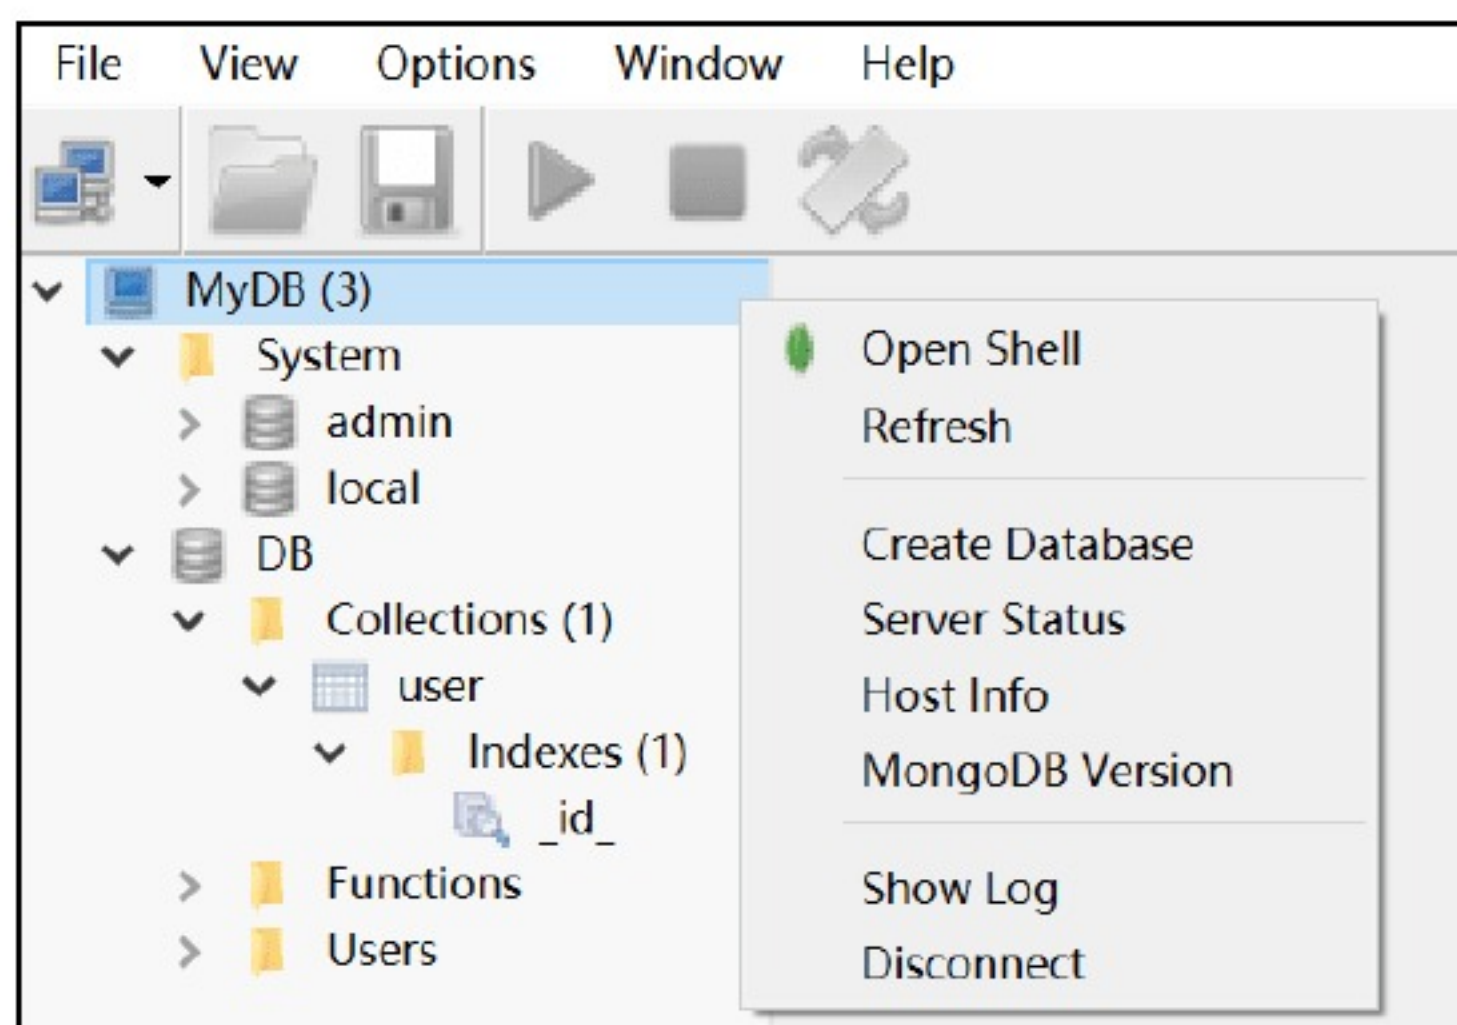 File View Options Window Help
MyDB (3)
System
admin
local
DB
Collections (1)
user
Indexes (1)
_id_
Functions
Users
Open Shell
Refresh
Create Database
Server Status
Host Info
MongoDB Version
Show Log
Disconnect